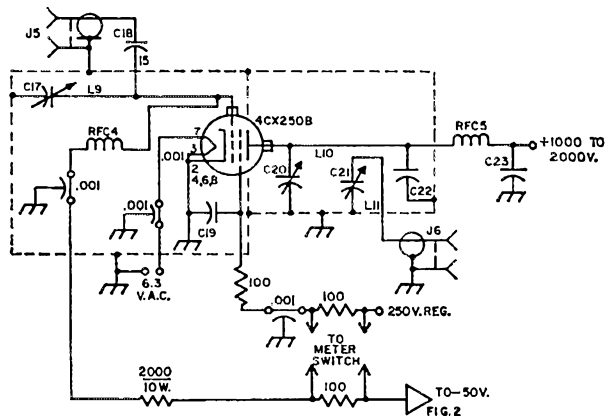 J5
C18
15
C17
L9
4CX250B
RFC4
7
.001
3
2
4,6,8
.001
.001
C19
6.3
V.A.C.
C20
L10
C21
L11
C22
RFC5
C23
+1000 TO
2000V.
J6
100
.001
100
250V.REG.
TO
METER
SWITCH
2000
10W.
100
TO-50V.
FIG.2